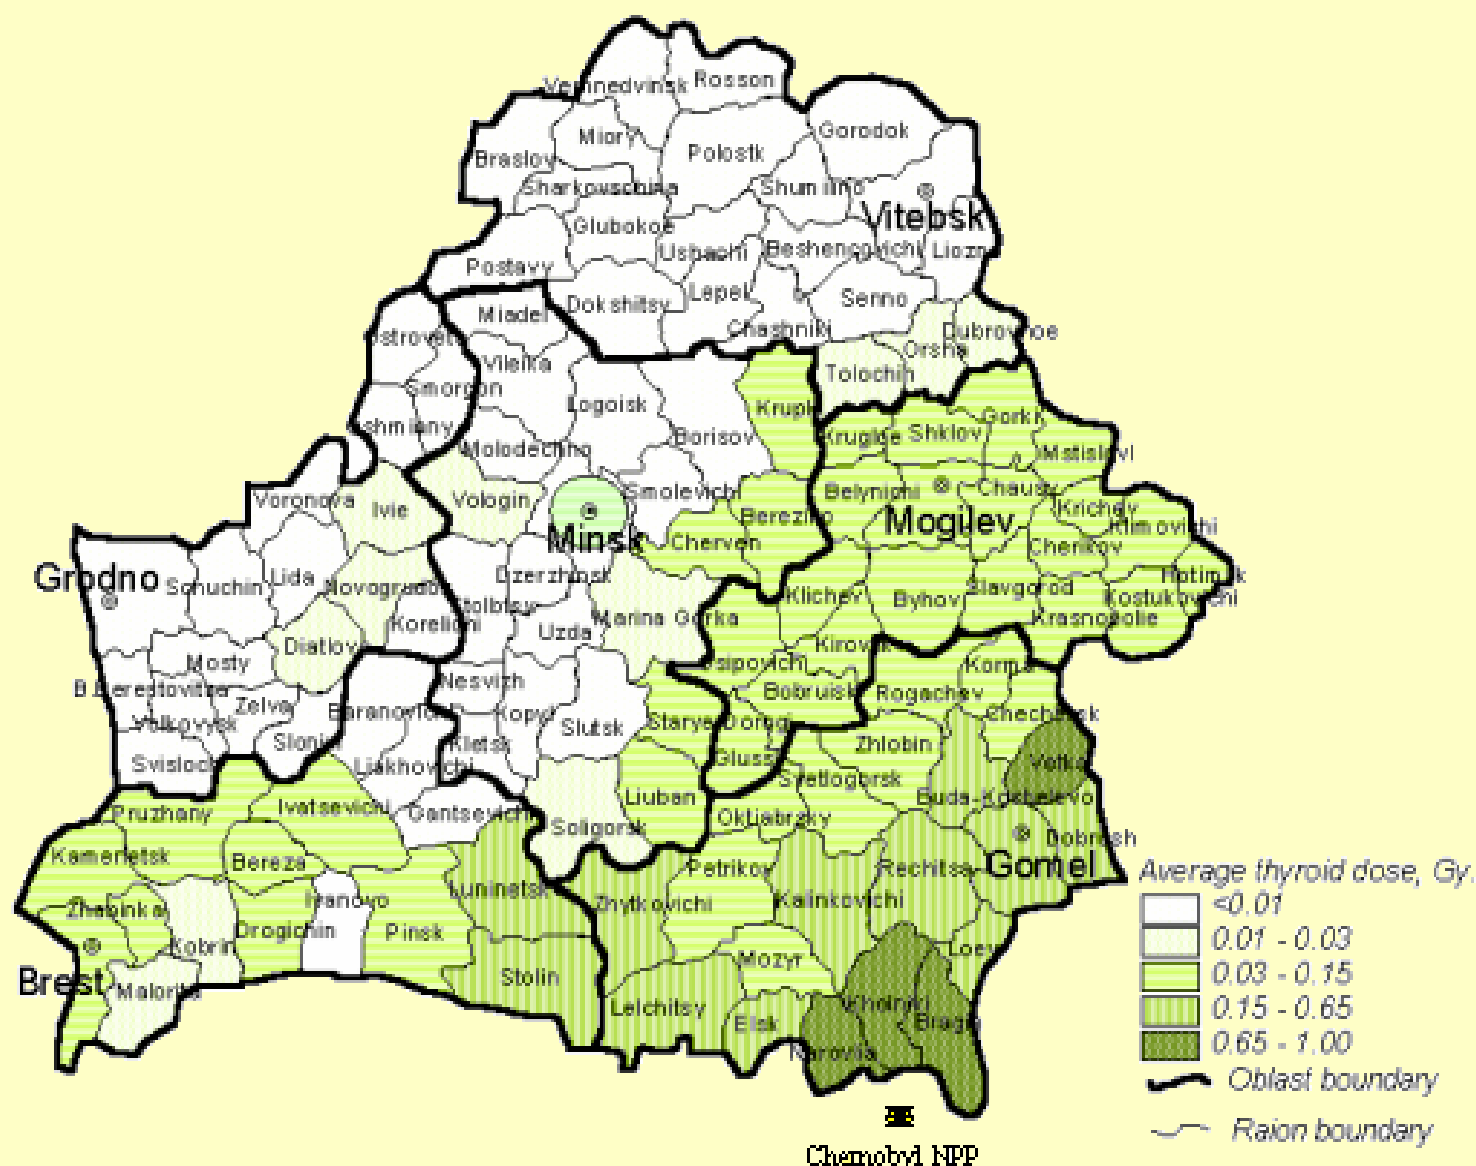 Verhnedvinsk
Rosson
Gorodok
Miory
Polostk
Braslov
Sharkovschina
Shumilino
Vitebsk
Glubokoe
Ushachi
Beshencovichi
Liozno
Postavy
Dokshitsy
Lepek
Senno
Miadel
Chashniki
Dubrovnoe
Ostrovets
Orsha
Vileika
Tolochin
Smorgon
Logoisk
Krupki
Gorki
Oshmiany
Borisov
Krugloe
Shklov
Mstislavl
Molodechno
Smolevichi
Belynichi
Chausy
Voronova
Ivie
Vologin
Berezino
Krichev
Minsk
Mogilev
Klimovichi
Cherven
Cherikov
Grodno
Schuchin
Lida
Novogrudok
Dzerzhinsk
Hotimsk
Stolbtsy
Klichev
Byhov
Slavgorod
Kostukovichi
Korelichi
Uzda
Marina Gorka
Krasnopolie
Diatlov
Kirovsk
Mosty
Osipovichi
Korma
B.Berestovitsa
Nesvizh
Bobruisk
Rogachev
Volkovysk
Zelva
Baranovichi
Kopyl
Slutsk
Starye Dorogi
Chechersk
Slonim
Kletsk
Zhlobin
Svisloch
Liakhovichi
Gluss
Svetlogorsk
Vetka
Pruzhany
Ivatsevichi
Gantsevichi
Liuban
Buda-Koshelevo
Soligorsk
Oktiabrsky
Dobrush
Kamenetsk
Bereza
Petrikov
Rechitsa
Gomel
Luninetsk
Zhabinka
Ivanovo
Zhytkovichi
Kalinkovichi
Kobrin
Drogichin
Pinsk
Loev
Brest
Malorita
Stolin
Mozyr
Lelchitsy
Elsk
Khoiniki
Bragin
Narovlia
Chernobyl NPP
Average thyroid dose, Gy.
<0.01
0.01 - 0.03
0.03 - 0.15
0.15 - 0.65
0.65 - 1.00
Oblast boundary
Raion boundary